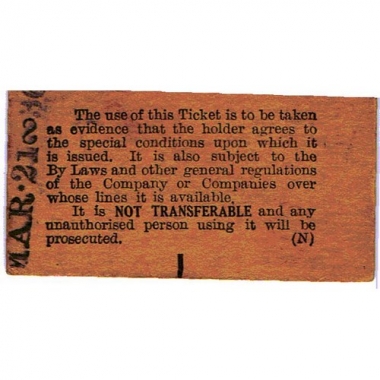 The use of this Ticket is to be taken
as evidence that the holder agrees to
the special conditions upon which it
is issued. It is also subject to the
By Laws and other general regulations
of the Company or Companies over
whose lines it is available.
It is NOT TRANSFERABLE and any
unauthorised person using it will be
prosecuted. (N)
MAR·21